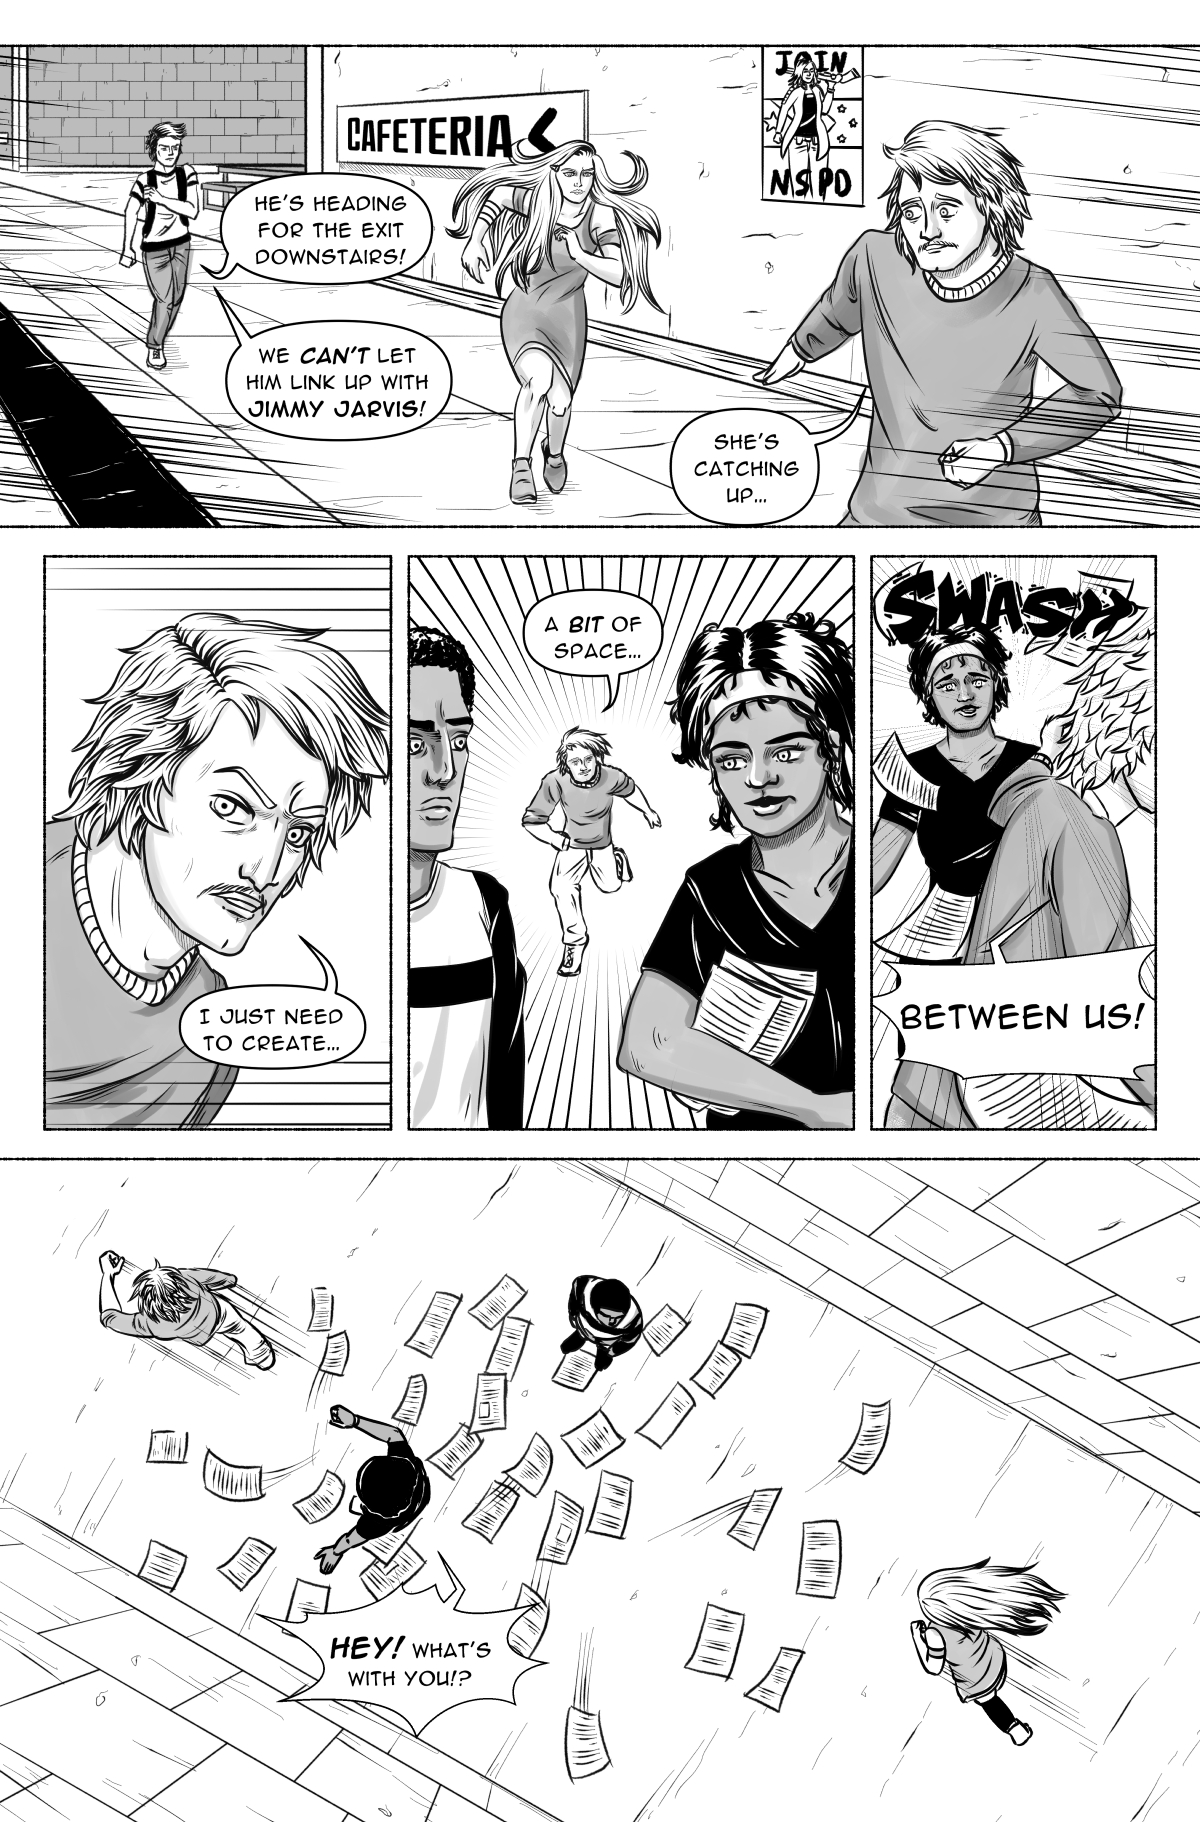 JOIN
NSPD
CAFETERIA
HE'S HEADING
FOR THE EXIT
DOWNSTAIRS!
WE CAN'T LET
HIM LINK UP WITH
JIMMY JARVIS!
SHE'S
CATCHING
UP...
I JUST NEED
TO CREATE...
A BIT OF
SPACE...
SWASH
BETWEEN US!
HEY! WHAT'S
WITH YOU!?